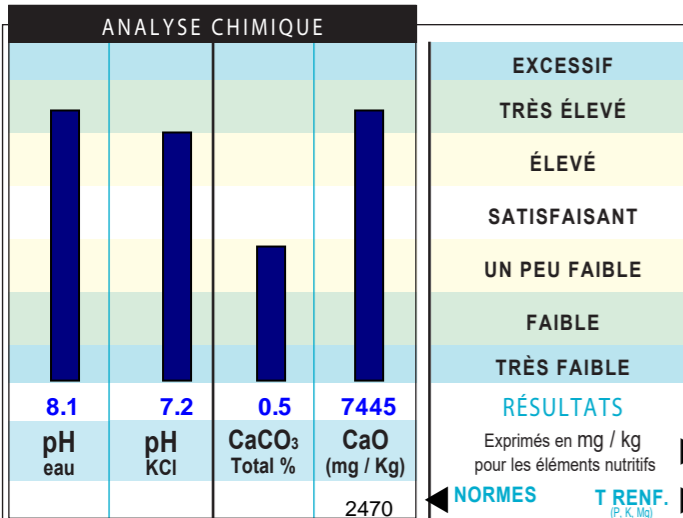 ANALYSE CHIMIQUE
EXCESSIF
TRÈS ÉLEVÉ
ÉLEVÉ
SATISFAISANT
UN PEU FAIBLE
FAIBLE
TRÈS FAIBLE
8.1 7.2 0.5 7445 RÉSULTATS
pH pH CaCO₃ CaO Exprimés en mg / kg
eau KCl Total % (mg / Kg) pour les éléments nutritifs
2470 NORMES T RENF.
(P, K, Mg)